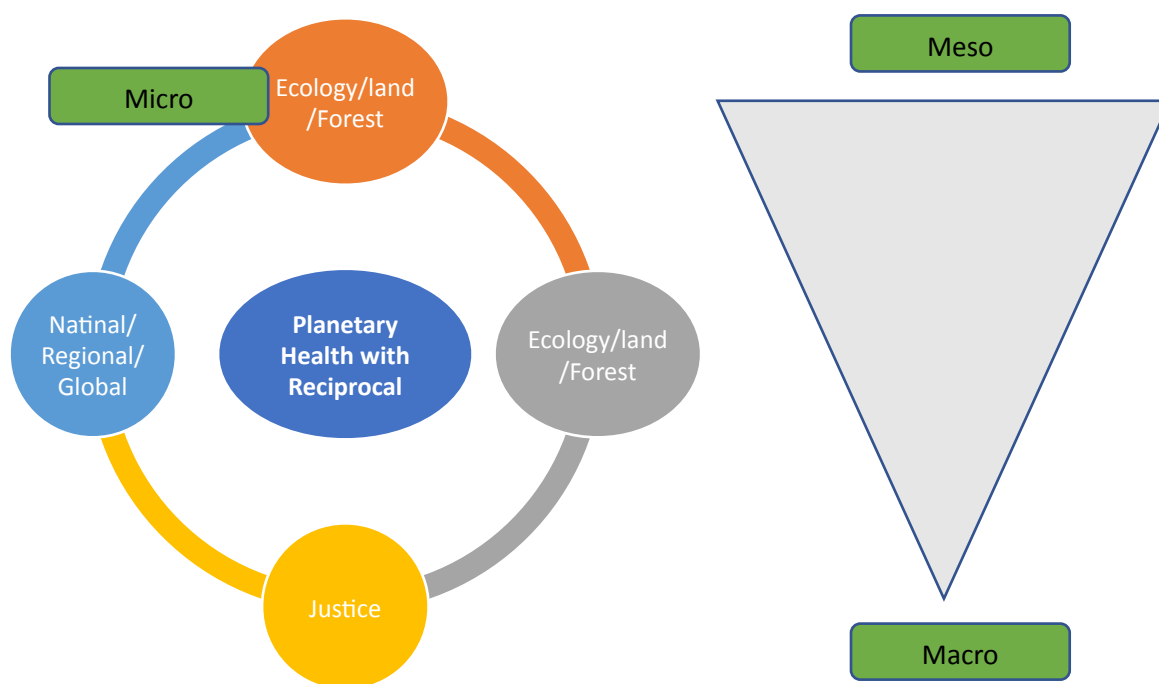 Meso
Micro
Ecology/land
/Forest
Natinal/
Regional/
Global
Planetary
Health with
Reciprocal
Ecology/land
/Forest
Justice
Macro